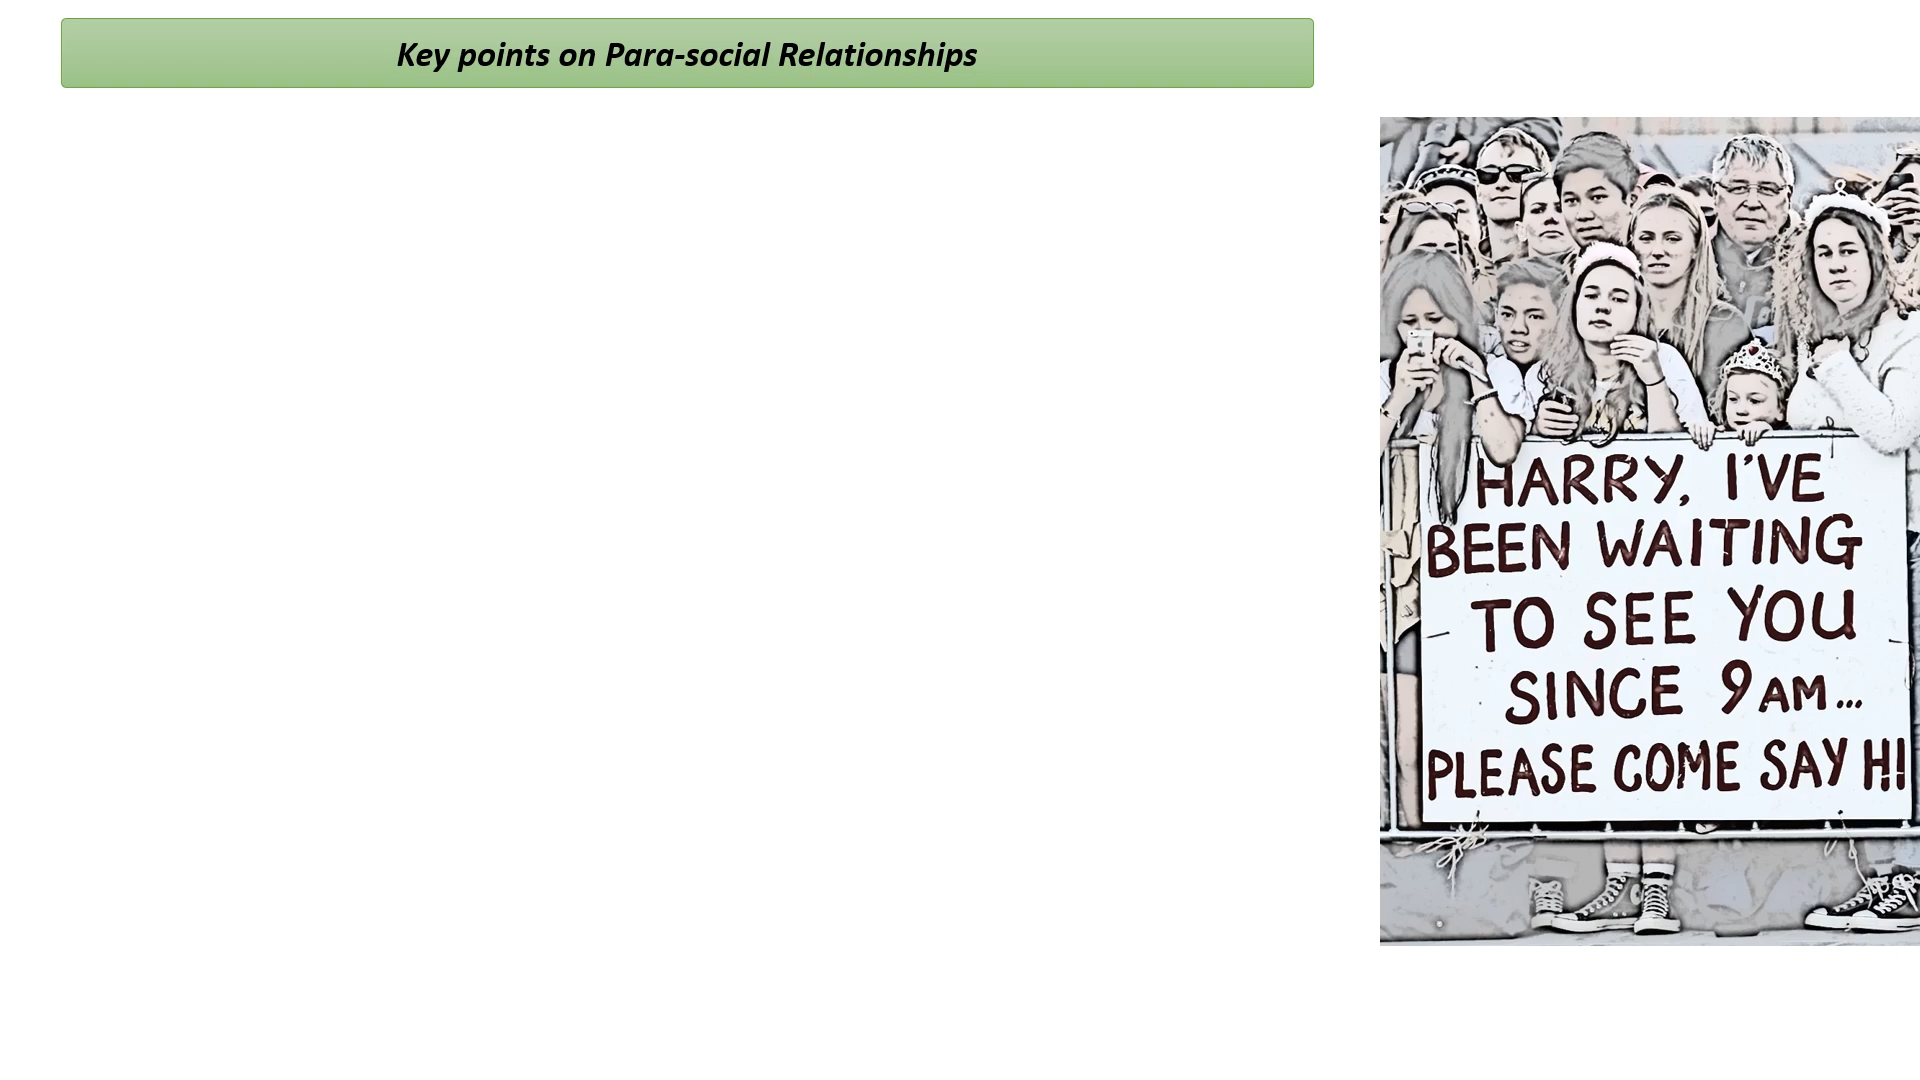 Key points on Para-social Relationships
HARRY, I'VE
BEEN WAITING
TO SEE YOU
SINCE 9AM...
PLEASE COME SAY HI